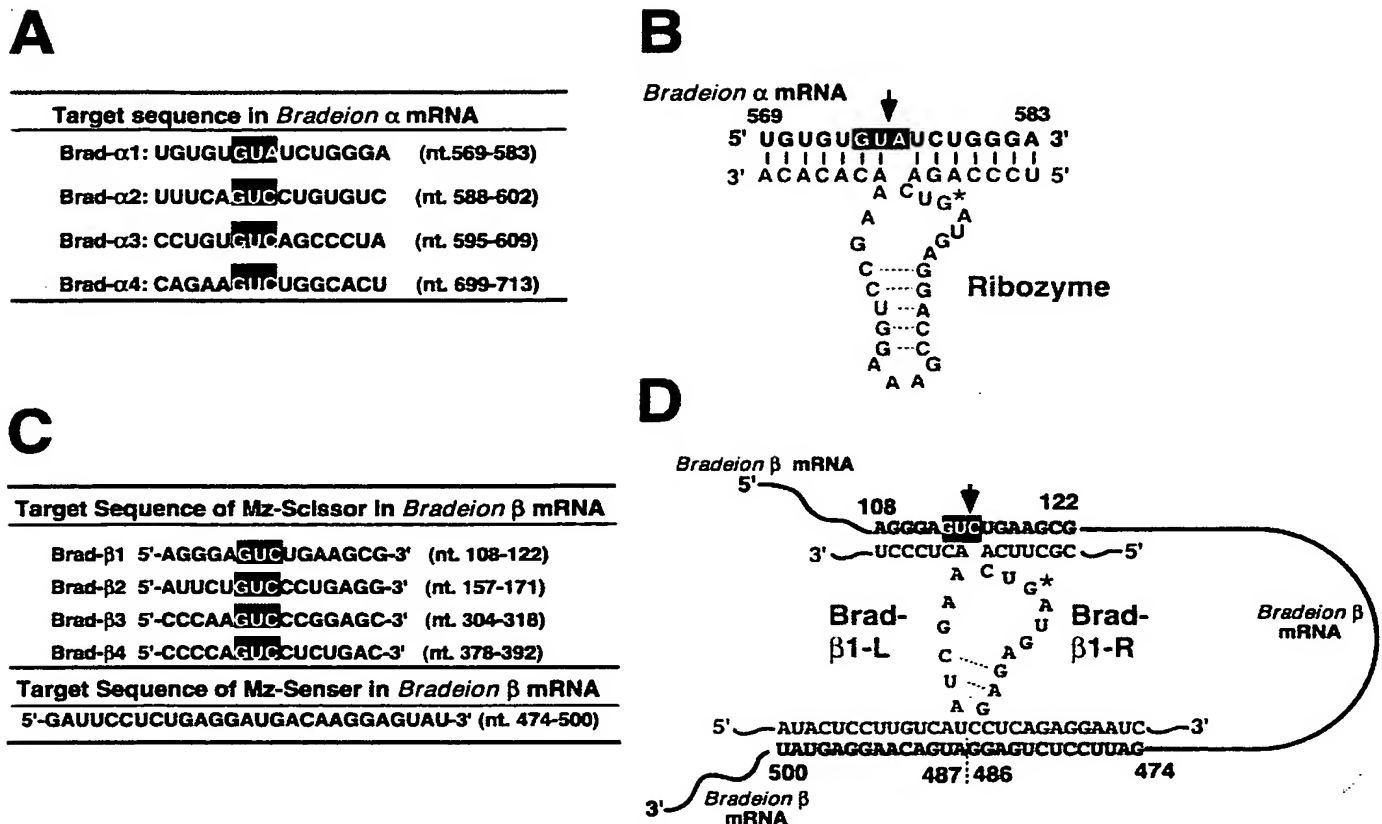 A
Target sequence in Bradeion α mRNA
Brad-α1: UGUGUGUAUCUGGGA (nt.569-583)
Brad-α2: UUUCAGUCCUGUGUC (nt. 588-602)
Brad-α3: CCUGUGUCAGCCCUA (nt. 595-609)
Brad-α4: CAGAAGUCUGGCACU (nt. 699-713)
B
Bradeion α mRNA
569 583
5' UGUGUGUAUCUGGGA 3'
3' ACACACA AGACCCU 5'
A C U G *
A A
G U
G
A
C G
C G
U A
G C
G C
A G
A A
Ribozyme
C
Target Sequence of Mz-Scissor in Bradeion β mRNA
Brad-β1 5'-AGGGAGUCUGAAGCG-3' (nt. 108-122)
Brad-β2 5'-AUUCUGUCCCUGAGG-3' (nt. 157-171)
Brad-β3 5'-CCCAAGUCCCGGAGC-3' (nt. 304-318)
Brad-β4 5'-CCCCAGUCCUCUGAC-3' (nt. 378-392)
Target Sequence of Mz-Senser in Bradeion β mRNA
5'-GAUUCCUCUGAGGAUGACAAGGAGUAU-3' (nt. 474-500)
D
Bradeion β mRNA
5'
108 122
AGGGAGUCUGAAGCG
3' UCCCUCA ACUUCGC 5'
A C U G *
A A
G U
G
A
C G
U A
A G
Brad-
β1-L
Brad-
β1-R
Bradeion β
mRNA
5' AUACUCCUUGUCAUCCUCAGAGGAAUC 3'
UAUGAGGAACAGUAGGAGUCUCCUUAG
500 487 486 474
3' Bradeion β
mRNA